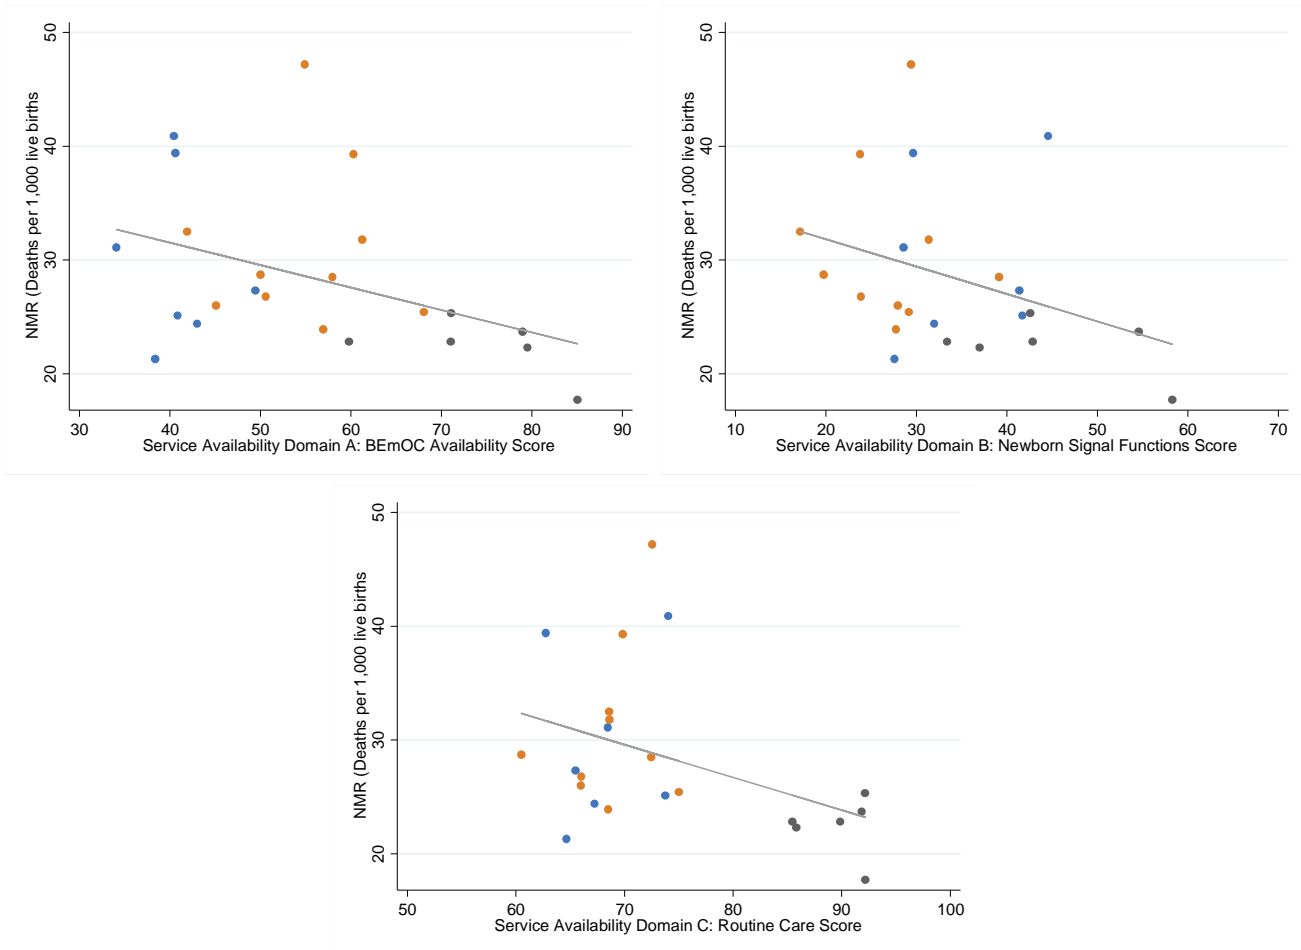 50
40
30
20
NMR (Deaths per 1,000 live births
30 40 50 60 70 80 90
Service Availability Domain A: BEmOC Availability Score
50
40
30
20
NMR (Deaths per 1,000 live births
10 20 30 40 50 60 70
Service Availability Domain B: Newborn Signal Functions Score
50
40
30
20
NMR (Deaths per 1,000 live births
50 60 70 80 90 100
Service Availability Domain C: Routine Care Score